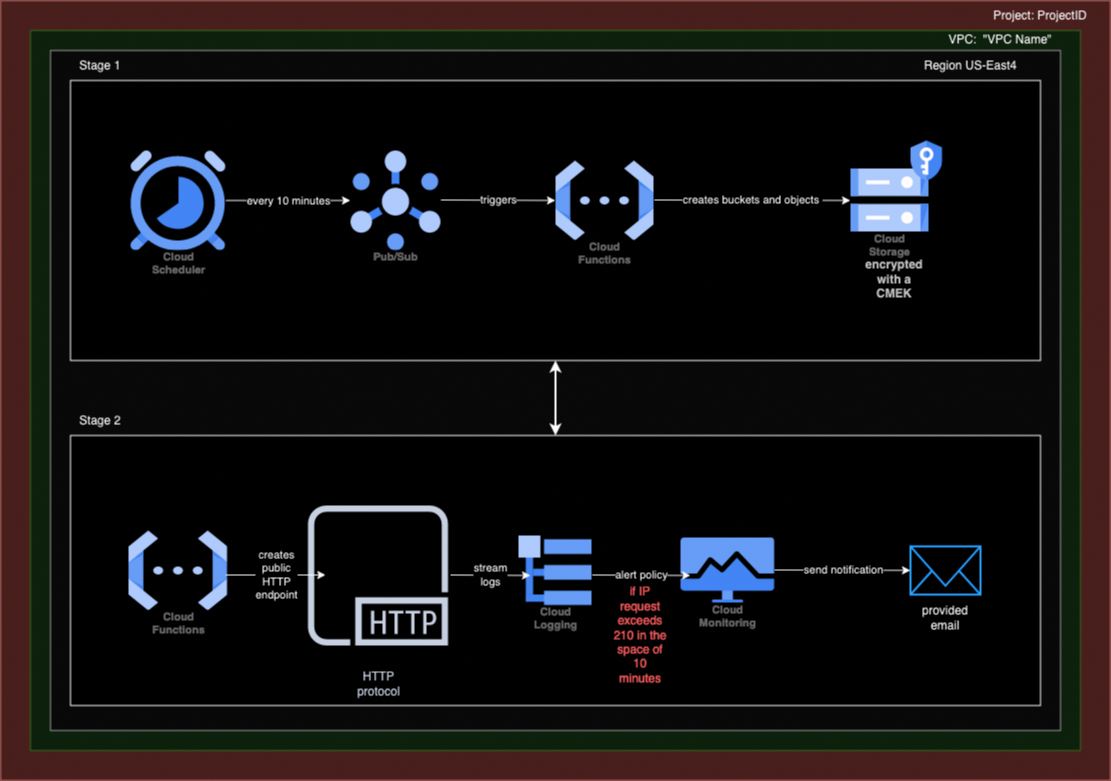 Project: ProjectID
VPC: "VPC Name"
Stage 1
Region US-East4
every 10 minutes
triggers
creates buckets and objects
Cloud
Scheduler
Pub/Sub
Cloud
Functions
Cloud
Storage
encrypted
with a
CMEK
Stage 2
creates
public
HTTP
endpoint
stream
logs
alert policy
if IP
request
exceeds
210 in the
space of
10
minutes
send notification
HTTP
Cloud
Functions
HTTP
protocol
Cloud
Logging
Cloud
Monitoring
provided
email